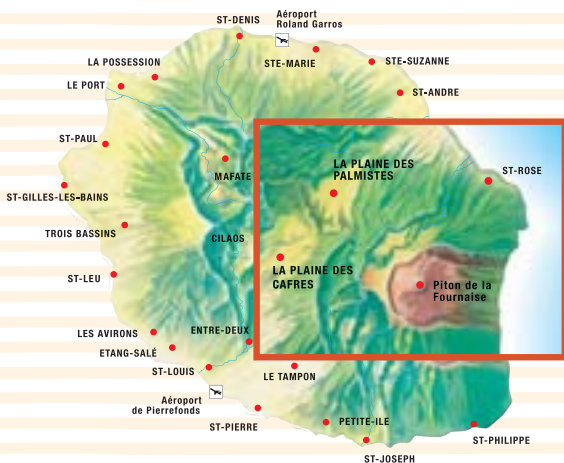 ST-DENIS
Aéroport
Roland Garros
LA POSSESSION
STE-MARIE
STE-SUZANNE
LE PORT
ST-ANDRE
ST-PAUL
MAFATE
LA PLAINE DES
PALMISTES
ST-ROSE
ST-GILLES-LES-BAINS
TROIS BASSINS
CILAOS
LA PLAINE DES
CAFRES
ST-LEU
Piton de la
Fournaise
LES AVIRONS
ENTRE-DEUX
ETANG-SALÉ
ST-LOUIS
LE TAMPON
Aéroport
de Pierrefonds
ST-PIERRE
PETITE-ILE
ST-PHILIPPE
ST-JOSEPH